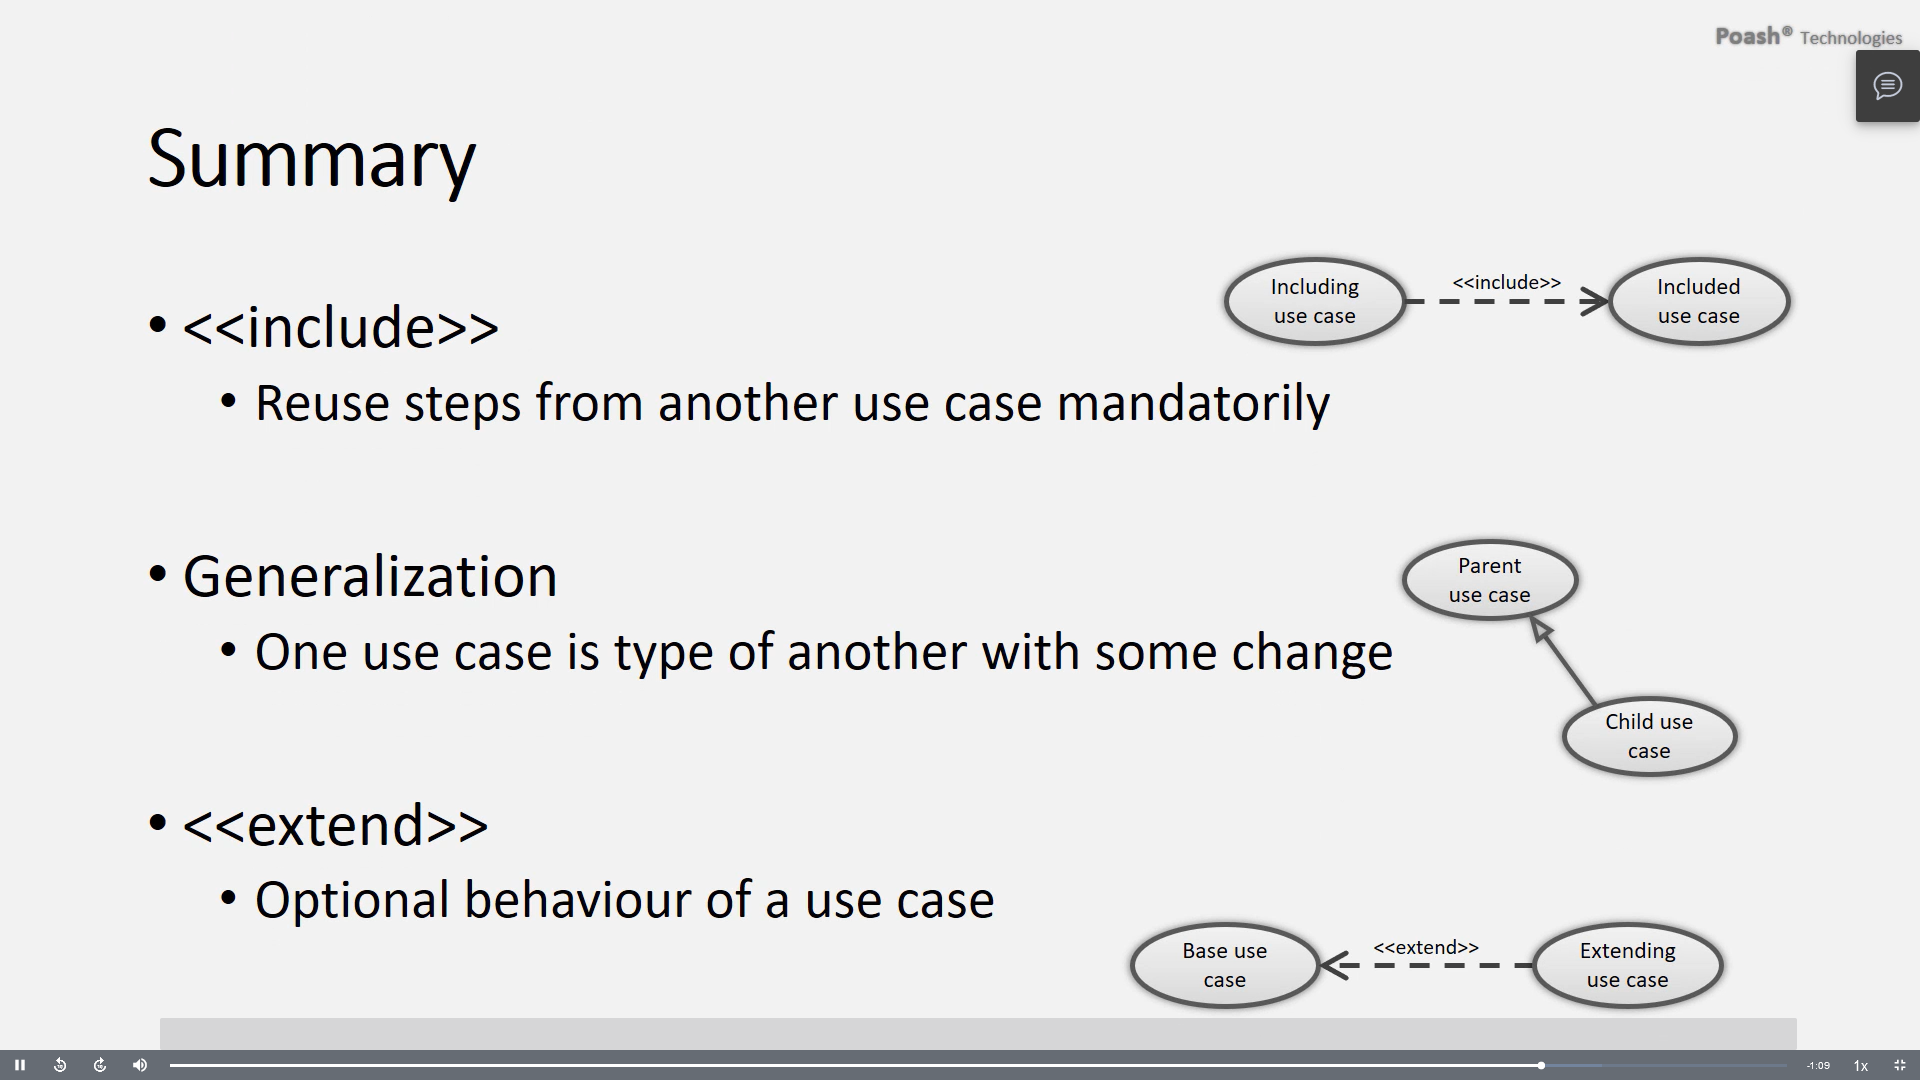 Poash® Technologies
Summary
• <<include>>
• Reuse steps from another use case mandatorily
Including
use case
<<include>>
Included
use case
• Generalization
• One use case is type of another with some change
Parent
use case
Child use
case
• <<extend>>
• Optional behaviour of a use case
Base use
case
<<extend>>
Extending
use case
-1:09
1x